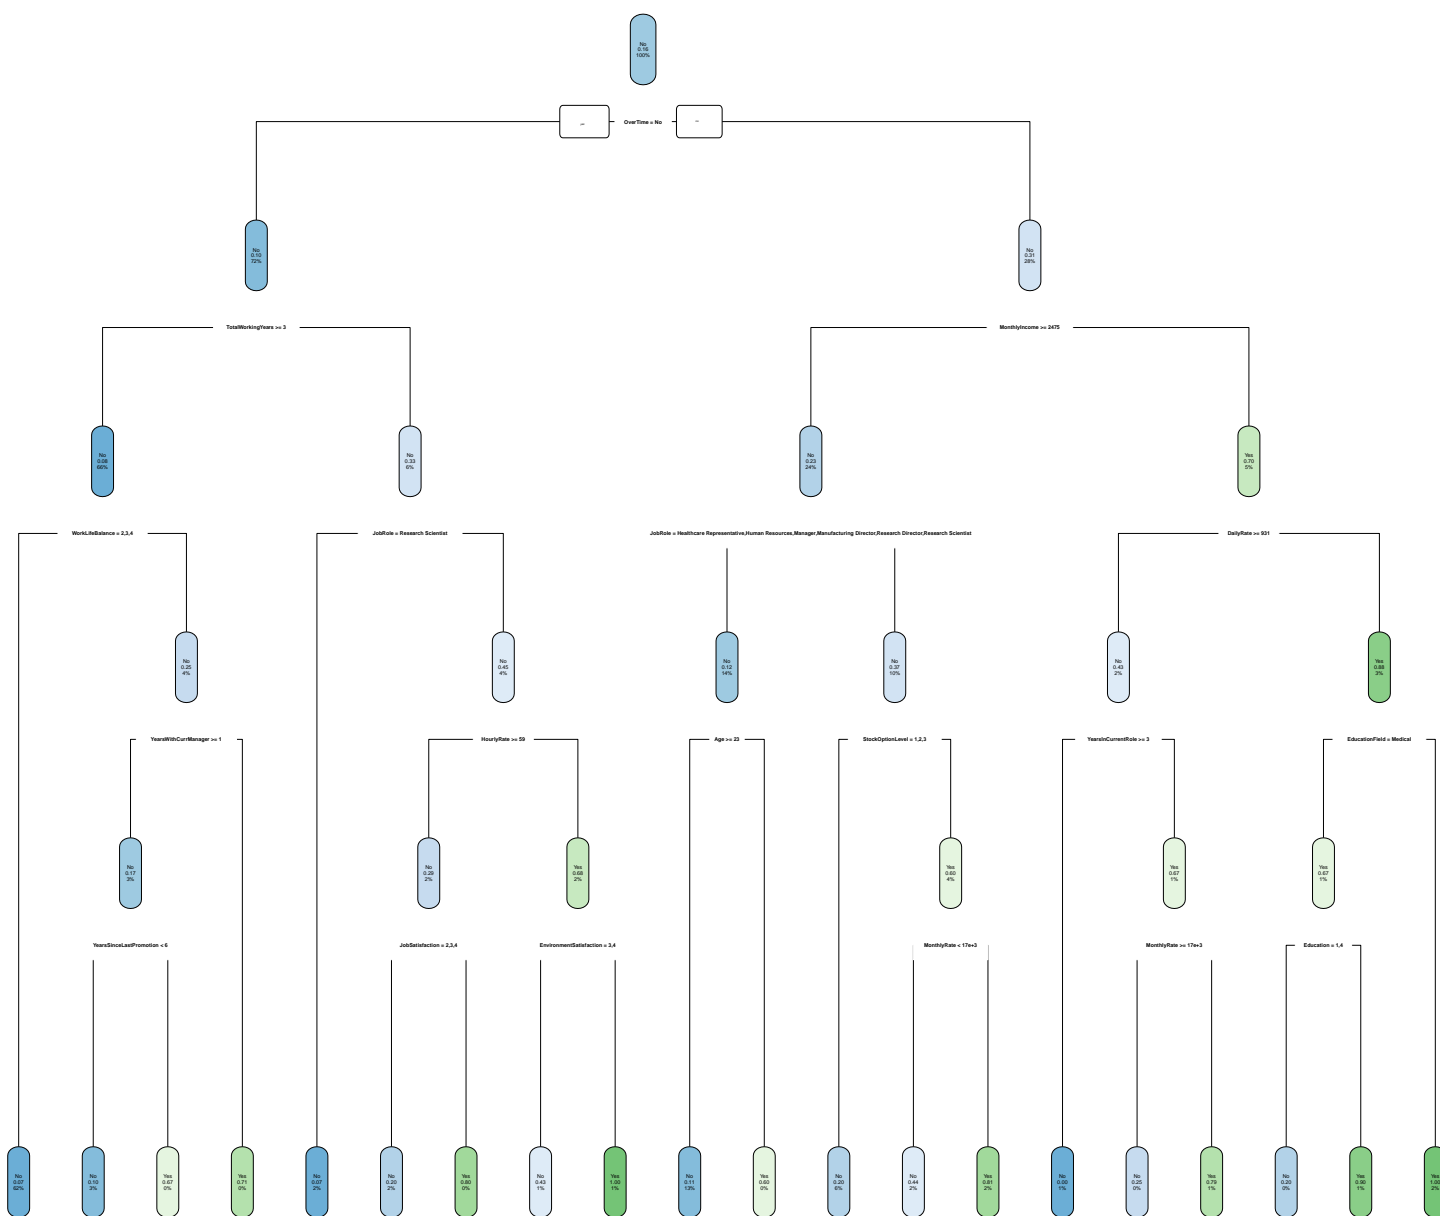 No
0.16
100%
OverTime = No
No
0.10
72%
No
0.31
28%
TotalWorkingYears >= 3
MonthlyIncome >= 2475
No
0.08
66%
No
0.33
6%
No
0.23
24%
Yes
0.70
5%
WorkLifeBalance = 2,3,4
JobRole = Research Scientist
JobRole = Healthcare Representative,Human Resources,Manager,Manufacturing Director,Research Director,Research Scientist
DailyRate >= 931
No
0.25
4%
No
0.45
4%
No
0.12
14%
No
0.37
10%
No
0.43
2%
Yes
0.88
3%
YearsWithCurrManager >= 1
HourlyRate >= 59
Age >= 23
StockOptionLevel = 1,2,3
YearsInCurrentRole >= 3
EducationField = Medical
No
0.17
3%
No
0.29
2%
Yes
0.68
2%
Yes
0.60
4%
Yes
0.67
1%
Yes
0.67
1%
YearsSinceLastPromotion < 6
JobSatisfaction = 2,3,4
EnvironmentSatisfaction = 3,4
MonthlyRate < 17e+3
MonthlyRate >= 17e+3
Education = 1,4
No
0.07
62%
No
0.10
3%
Yes
0.67
0%
Yes
0.71
0%
No
0.07
2%
No
0.20
2%
Yes
0.80
0%
No
0.43
1%
Yes
1.00
1%
No
0.11
13%
Yes
0.60
0%
No
0.20
6%
No
0.44
2%
Yes
0.81
2%
No
0.00
1%
No
0.25
0%
Yes
0.79
1%
No
0.20
0%
Yes
0.90
1%
Yes
1.00
2%